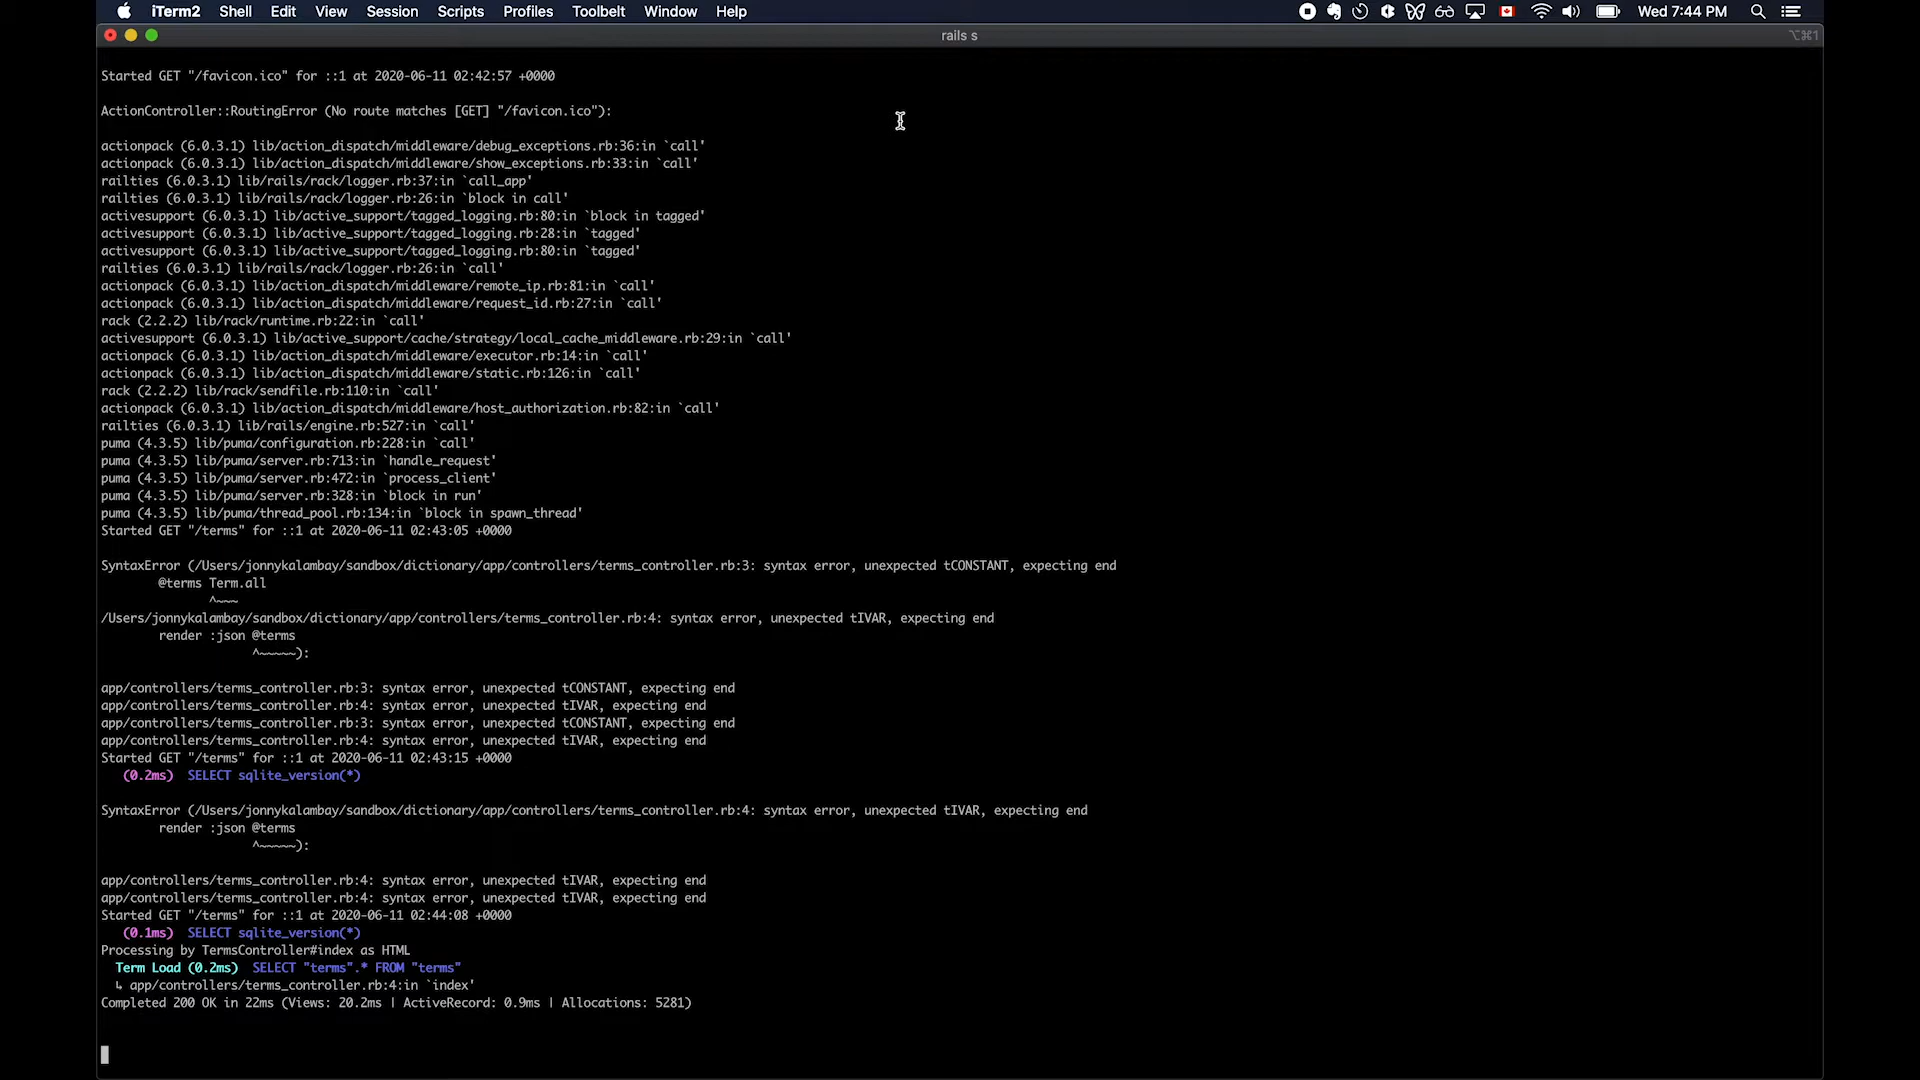 iTerm2 Shell Edit View Session Scripts Profiles Toolbelt Window Help Wed 7:44 PM
rails s ⌥⌘1
Started GET "/favicon.ico" for ::1 at 2020-06-11 02:42:57 +0000
ActionController::RoutingError (No route matches [GET] "/favicon.ico"):
actionpack (6.0.3.1) lib/action_dispatch/middleware/debug_exceptions.rb:36:in `call'
actionpack (6.0.3.1) lib/action_dispatch/middleware/show_exceptions.rb:33:in `call'
railties (6.0.3.1) lib/rails/rack/logger.rb:37:in `call_app'
railties (6.0.3.1) lib/rails/rack/logger.rb:26:in `block in call'
activesupport (6.0.3.1) lib/active_support/tagged_logging.rb:80:in `block in tagged'
activesupport (6.0.3.1) lib/active_support/tagged_logging.rb:28:in `tagged'
activesupport (6.0.3.1) lib/active_support/tagged_logging.rb:80:in `tagged'
railties (6.0.3.1) lib/rails/rack/logger.rb:26:in `call'
actionpack (6.0.3.1) lib/action_dispatch/middleware/remote_ip.rb:81:in `call'
actionpack (6.0.3.1) lib/action_dispatch/middleware/request_id.rb:27:in `call'
rack (2.2.2) lib/rack/runtime.rb:22:in `call'
activesupport (6.0.3.1) lib/active_support/cache/strategy/local_cache_middleware.rb:29:in `call'
actionpack (6.0.3.1) lib/action_dispatch/middleware/executor.rb:14:in `call'
actionpack (6.0.3.1) lib/action_dispatch/middleware/static.rb:126:in `call'
rack (2.2.2) lib/rack/sendfile.rb:110:in `call'
actionpack (6.0.3.1) lib/action_dispatch/middleware/host_authorization.rb:82:in `call'
railties (6.0.3.1) lib/rails/engine.rb:527:in `call'
puma (4.3.5) lib/puma/configuration.rb:228:in `call'
puma (4.3.5) lib/puma/server.rb:713:in `handle_request'
puma (4.3.5) lib/puma/server.rb:472:in `process_client'
puma (4.3.5) lib/puma/server.rb:328:in `block in run'
puma (4.3.5) lib/puma/thread_pool.rb:134:in `block in spawn_thread'
Started GET "/terms" for ::1 at 2020-06-11 02:43:05 +0000
SyntaxError (/Users/jonnykalambay/sandbox/dictionary/app/controllers/terms_controller.rb:3: syntax error, unexpected tCONSTANT, expecting end
@terms Term.all
^~~~
/Users/jonnykalambay/sandbox/dictionary/app/controllers/terms_controller.rb:4: syntax error, unexpected tIVAR, expecting end
render :json @terms
^~~~~~):
app/controllers/terms_controller.rb:3: syntax error, unexpected tCONSTANT, expecting end
app/controllers/terms_controller.rb:4: syntax error, unexpected tIVAR, expecting end
app/controllers/terms_controller.rb:3: syntax error, unexpected tCONSTANT, expecting end
app/controllers/terms_controller.rb:4: syntax error, unexpected tIVAR, expecting end
Started GET "/terms" for ::1 at 2020-06-11 02:43:15 +0000
(0.2ms) SELECT sqlite_version(*)
SyntaxError (/Users/jonnykalambay/sandbox/dictionary/app/controllers/terms_controller.rb:4: syntax error, unexpected tIVAR, expecting end
render :json @terms
^~~~~~):
app/controllers/terms_controller.rb:4: syntax error, unexpected tIVAR, expecting end
app/controllers/terms_controller.rb:4: syntax error, unexpected tIVAR, expecting end
Started GET "/terms" for ::1 at 2020-06-11 02:44:08 +0000
(0.1ms) SELECT sqlite_version(*)
Processing by TermsController#index as HTML
Term Load (0.2ms) SELECT "terms".* FROM "terms"
↳ app/controllers/terms_controller.rb:4:in `index'
Completed 200 OK in 22ms (Views: 20.2ms | ActiveRecord: 0.9ms | Allocations: 5281)